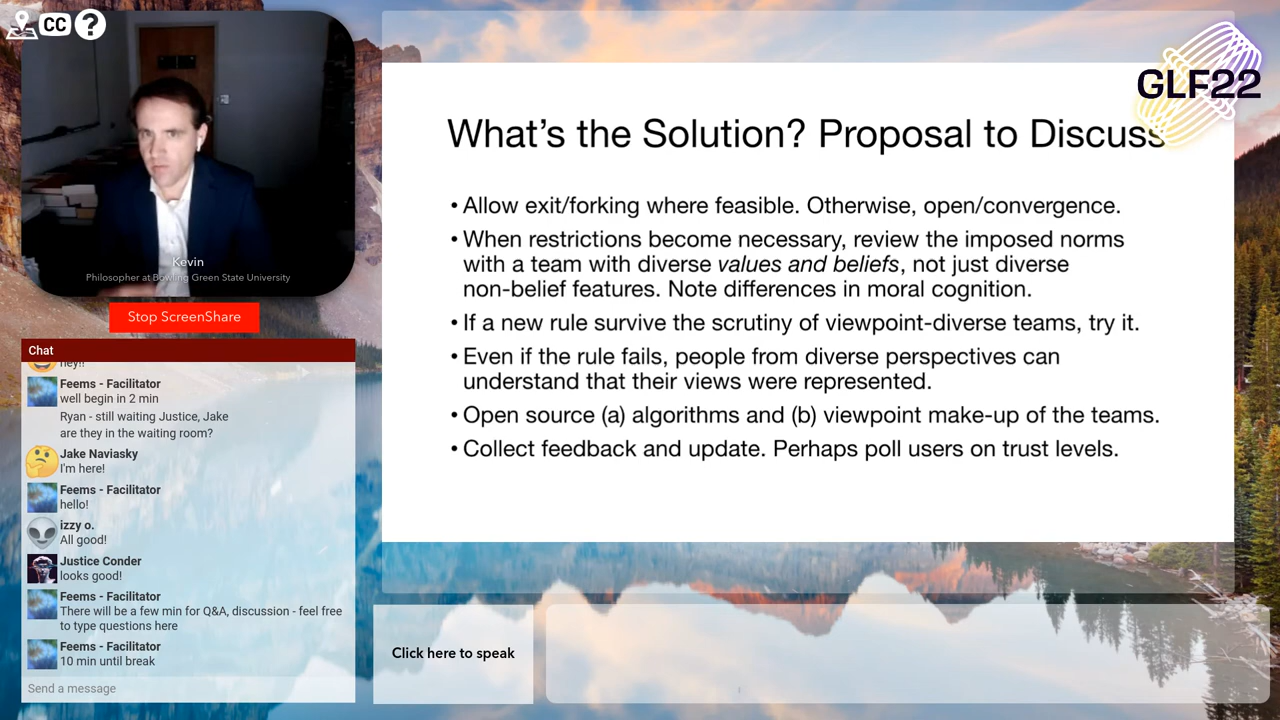 CC
?
GLF22
Kevin
Philosopher at Bowling Green State University
Stop ScreenShare
What's the Solution? Proposal to Discuss
• Allow exit/forking where feasible. Otherwise, open/convergence.
• When restrictions become necessary, review the imposed norms
with a team with diverse values and beliefs, not just diverse
non-belief features. Note differences in moral cognition.
• If a new rule survive the scrutiny of viewpoint-diverse teams, try it.
• Even if the rule fails, people from diverse perspectives can
understand that their views were represented.
• Open source (a) algorithms and (b) viewpoint make-up of the teams.
• Collect feedback and update. Perhaps poll users on trust levels.
Chat
hey!!
Feems - Facilitator
well begin in 2 min
Ryan - still waiting Justice, Jake
are they in the waiting room?
Jake Naviasky
I'm here!
Feems - Facilitator
hello!
izzy o.
All good!
Justice Conder
looks good!
Feems - Facilitator
There will be a few min for Q&A, discussion - feel free
to type questions here
Feems - Facilitator
10 min until break
Send a message
Click here to speak